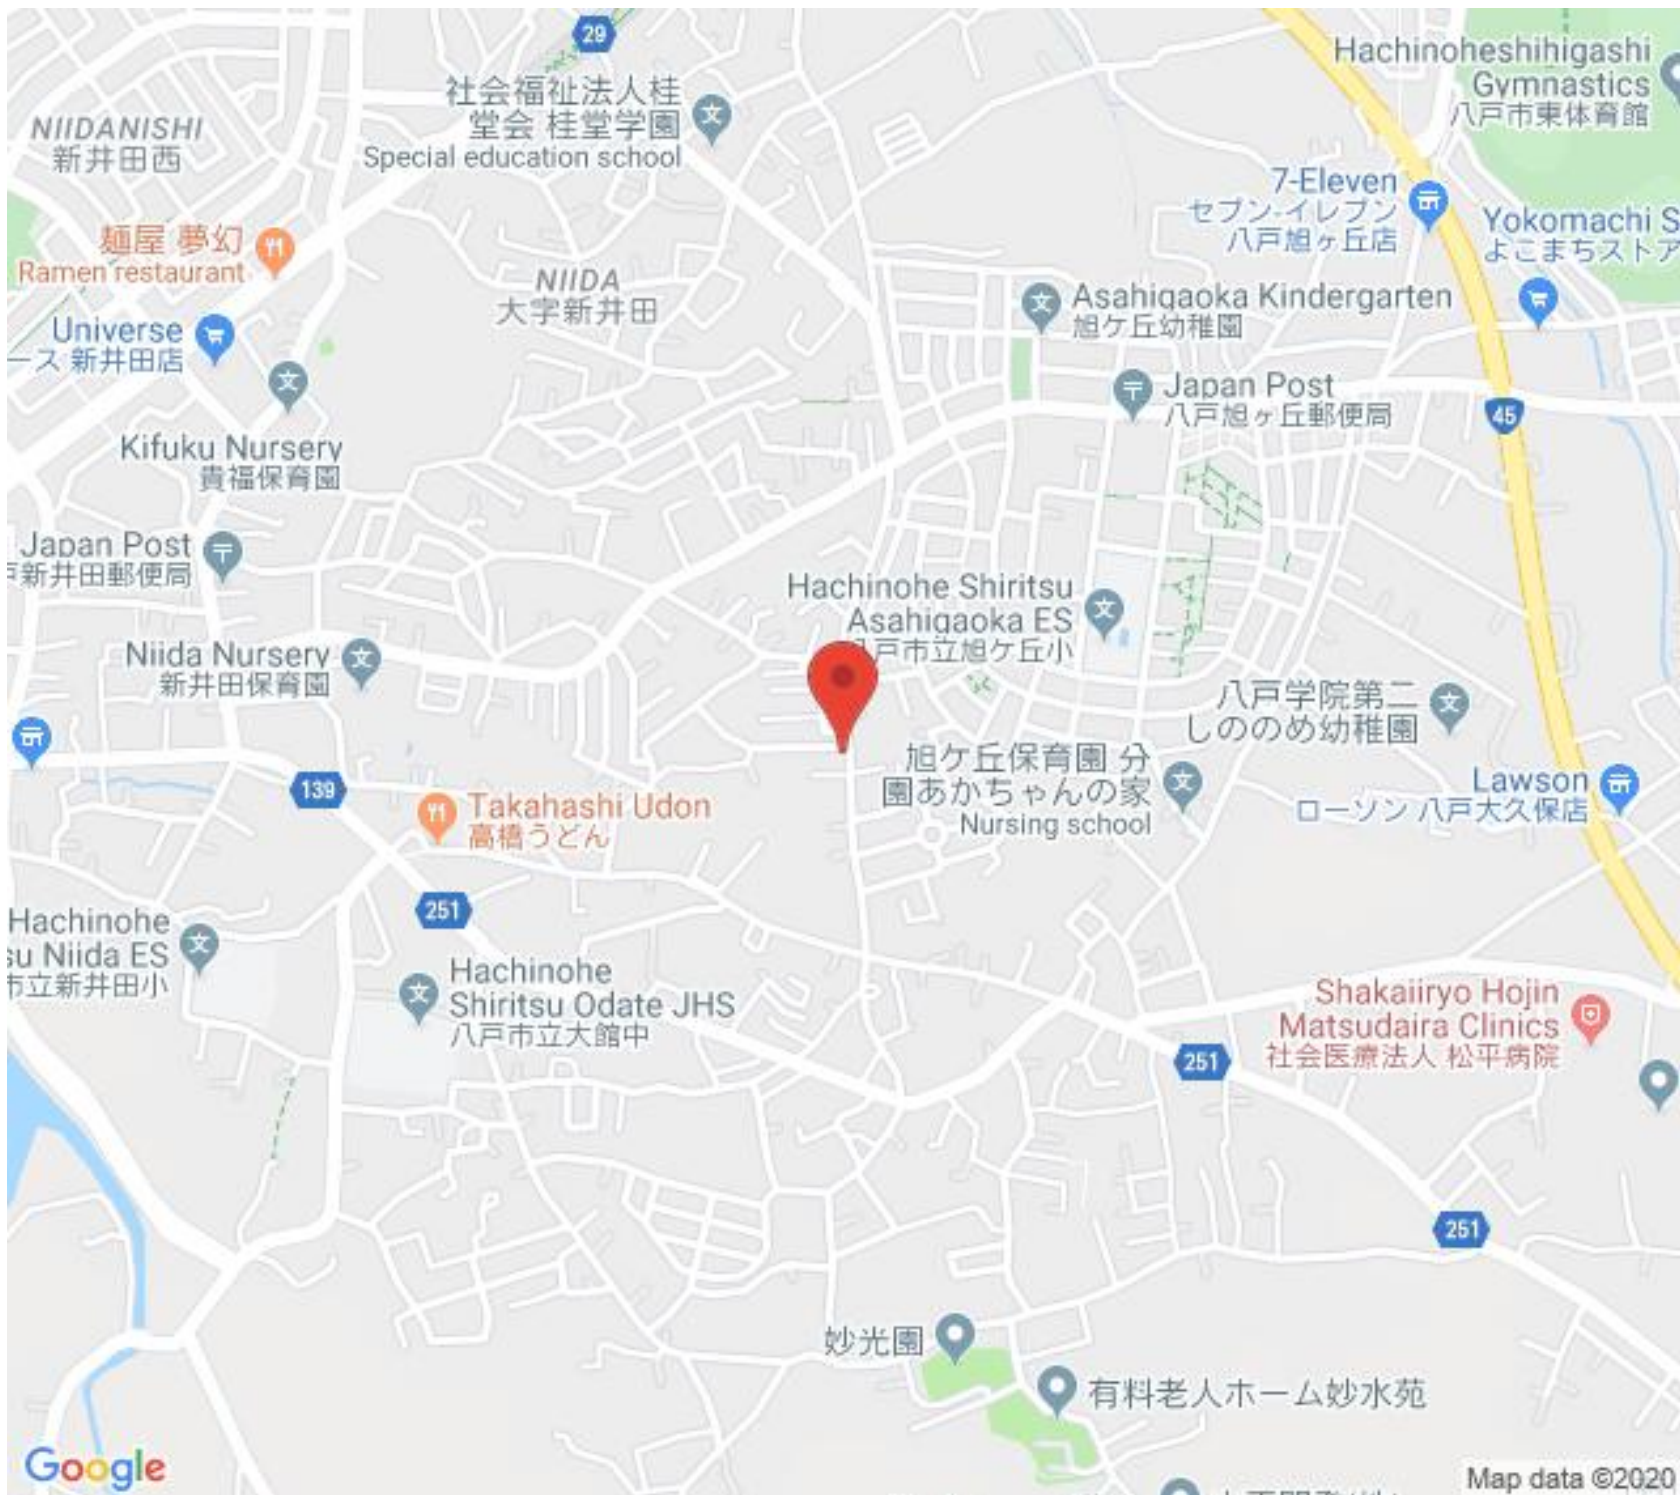 29
Hachinoheshihigashi
Gymnastics
八戸市東体育館
社会福祉法人桂
堂会 桂堂学園
Special education school
NIIDANISHI
新井田西
7-Eleven
セブン-イレブン
八戸旭ヶ丘店
Yokomachi S
よこまちストア
麺屋 夢幻
Ramen restaurant
NIIDA
大字新井田
Asahigaoka Kindergarten
旭ケ丘幼稚園
Universe
ース 新井田店
Japan Post
八戸旭ヶ丘郵便局
45
Kifuku Nursery
貴福保育園
Japan Post
戸新井田郵便局
Hachinohe Shiritsu
Asahigaoka ES
八戸市立旭ケ丘小
Niida Nursery
新井田保育園
八戸学院第二
しののめ幼稚園
旭ケ丘保育園 分
園あかちゃんの家
Nursing school
Lawson
ローソン 八戸大久保店
139
Takahashi Udon
高橋うどん
251
Hachinohe
su Niida ES
市立新井田小
Hachinohe
Shiritsu Odate JHS
八戸市立大館中
Shakaiiryo Hojin
Matsudaira Clinics
社会医療法人 松平病院
251
251
妙光園
有料老人ホーム妙水苑
Google
Map data ©2020